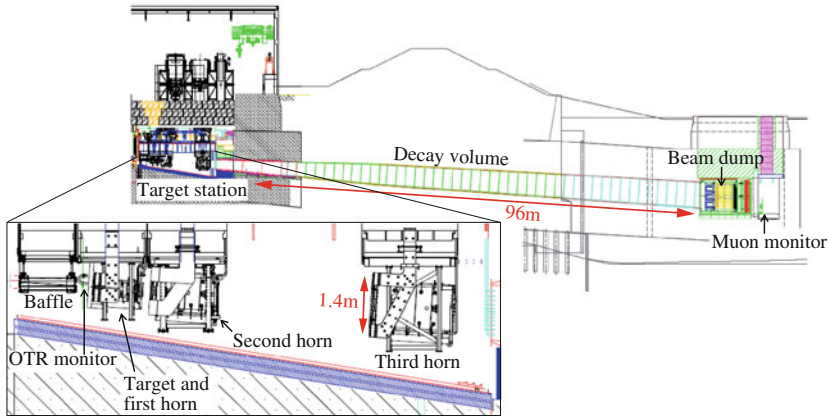 Decay volume
Beam dump
Target station
96m
Muon monitor
Baffle
1.4m
OTR monitor
Second horn
Third horn
Target and
first horn